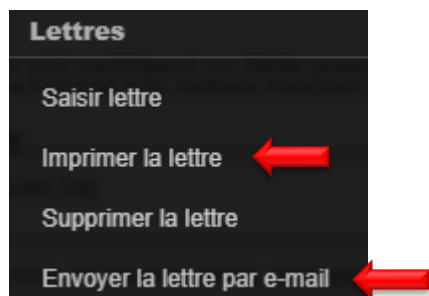 Lettres
Saisir lettre
Imprimer la lettre
Supprimer la lettre
Envoyer la lettre par e-mail